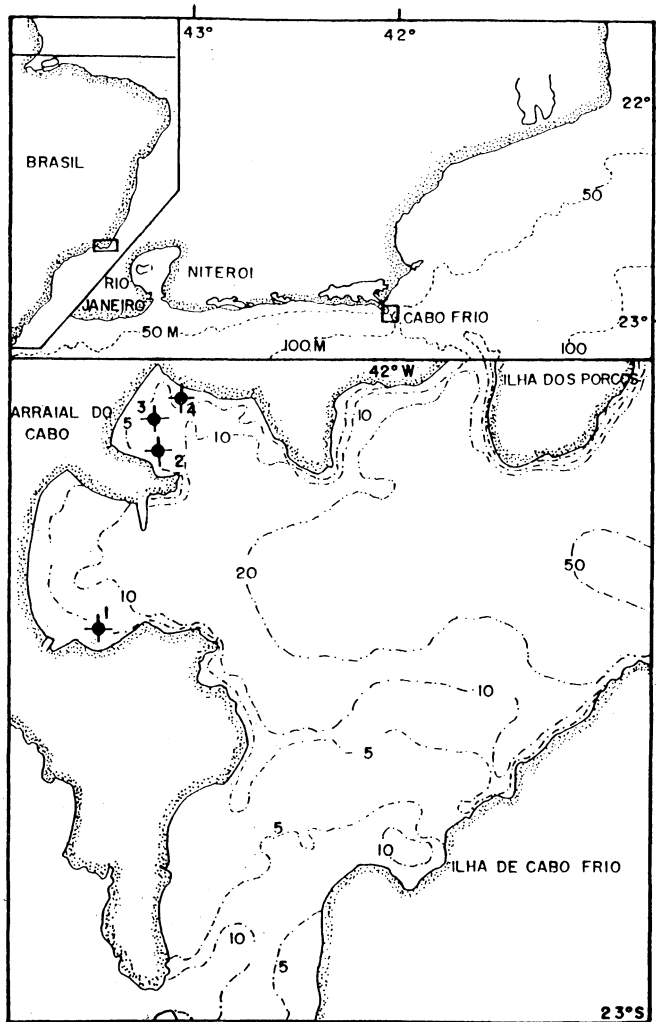 43°
42°
22°
BRASIL
50
NITEROI
RIO
JANEIRO
CABO FRIO
23°
50 M
100 M
100
42° W
ILHA DOS PORCOS
10
ARRAIAL DO
CABO
3
4
5
10
2
20
50
10
1
10
5
5
10
ILHA DE CABO FRIO
10
5
23°S